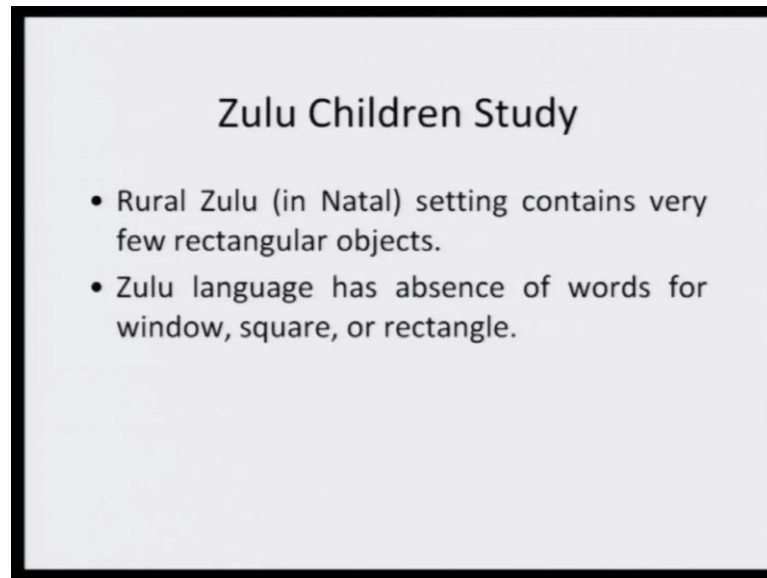 Zulu Children Study
• Rural Zulu (in Natal) setting contains very
few rectangular objects.
• Zulu language has absence of words for
window, square, or rectangle.